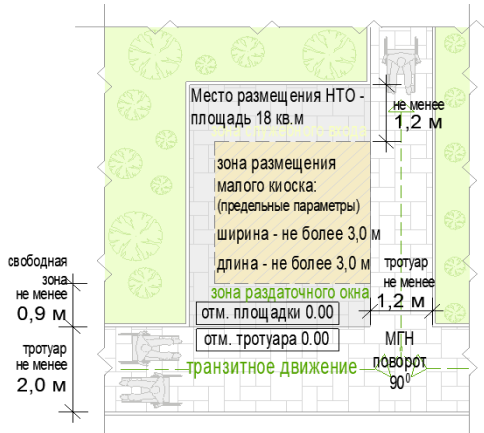 Место размещения НТО -
площадь 18 кв.м
не менее
1,2 м
зона размещения
малого киоска:
(предельные параметры)
ширина - не более 3,0 м
длина - не более 3,0 м
зона раздаточного окна
тротуар
не менее
1,2 м
свободная
зона
не менее
0,9 м
отм. площадки 0.00
отм. тротуара 0.00
тротуар
не менее
2,0 м
транзитное движение
МГН
поворот
90⁰